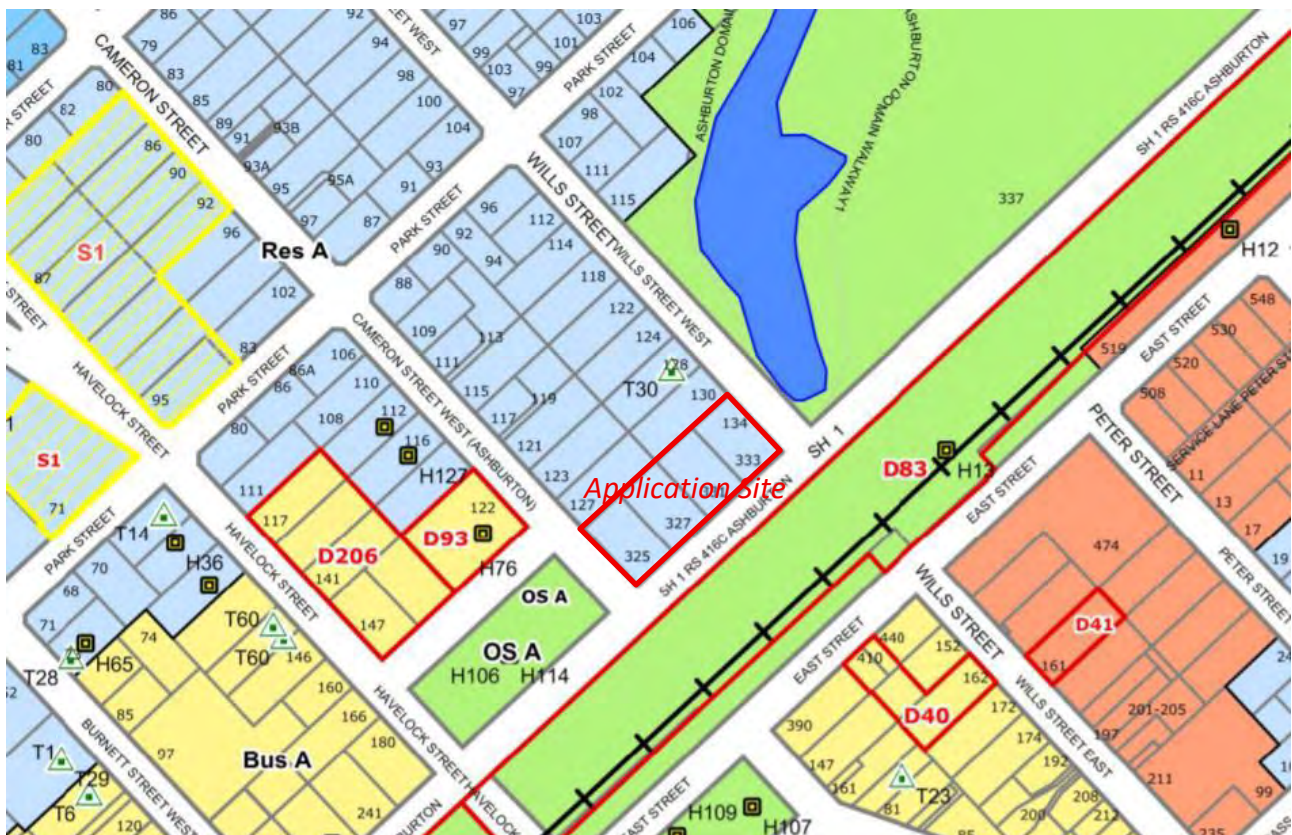 86
92
97
103
106
83
81
79
83
94
99
101
99
103
97
CAMERON STREET
PARK STREET
ASHBURTON DOMAIN WALKWAY1
SH 1 RS 416C ASHBURTON
104
102
98
80
82
80
85
89
91
93B
98
100
104
93A
95
95A
97
87
91
93
107
111
115
86
90
92
96
102
S1
87
Res A
PARK STREET
WILLS STREET
WILLS STREET WEST
96
92
90
94
112
114
118
122
124
128
T30
130
134
333
88
109
111
113
115
117
119
121
123
127
337
H12
EAST STREET
519
548
530
520
508
SERVICE LANE PETER ST
PETER STREET
11
13
17
19
83
95
HAVELOCK STREET
PARK STREET
CAMERON STREET WEST (ASHBURTON)
106
86A
86
110
108
112
116
H127
80
111
117
S1
71
Application Site
327
325
SH 1
SH 1 RS 416C ASHBURTON
D83
H13
EAST STREET
PARK STREET
T14
H36
70
68
71
H65
T28
D206
D93
122
H76
141
147
HAVELOCK STREET
OS A
OS A
H106
H114
T60
T60
146
74
85
97
160
166
180
241
Bus A
BURNETT STREET WEST
T1
T29
T6
120
HAVELOCK STREET
EAST STREET
WILLS STREET
474
D41
161
PETER STREET
440
410
152
162
D40
172
174
192
390
147
161
81
T23
85
200
208
212
WILLS STREET EAST
201-205
197
211
99
235
EAST STREET
H109
H107